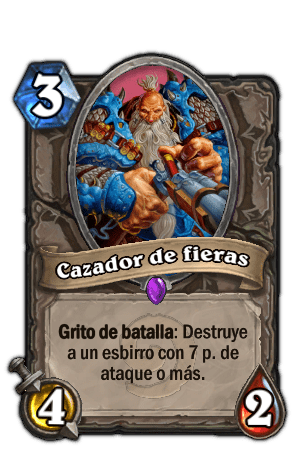 3
Cazador de fieras
Grito de batalla: Destruye
a un esbirro con 7 p. de
ataque o más.
4
2